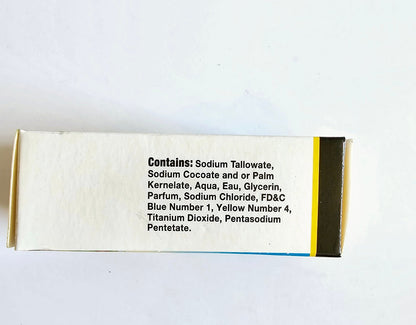 Contains: Sodium Tallowate,
Sodium Cocoate and or Palm
Kernelate, Aqua, Eau, Glycerin,
Parfum, Sodium Chloride, FD&C
Blue Number 1, Yellow Number 4,
Titanium Dioxide, Pentasodium
Pentetate.